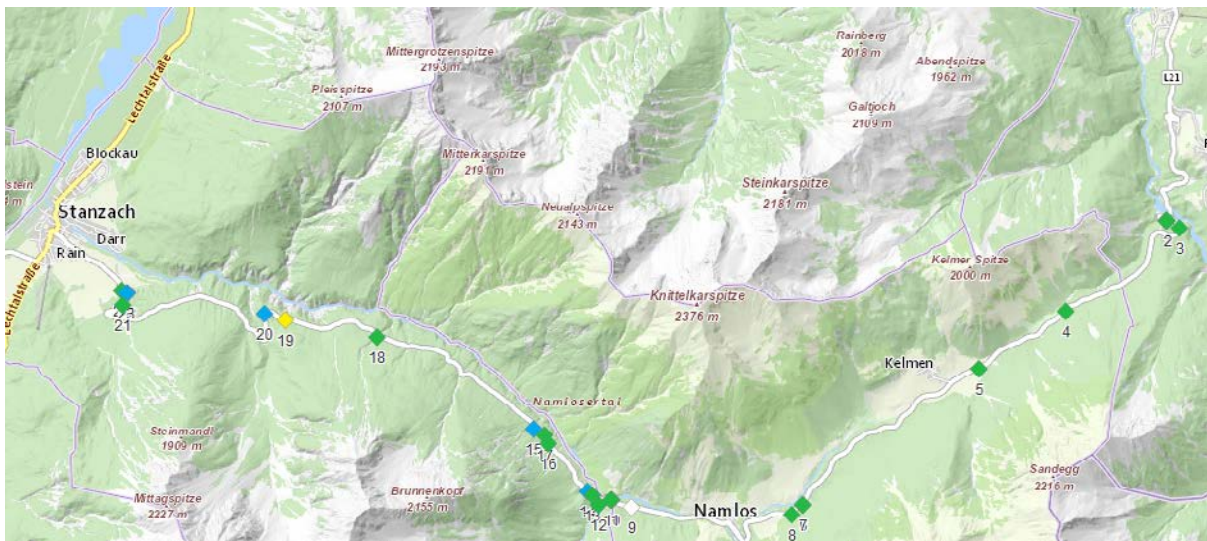 Mittergrotzenspitze
2193 m
Rainberg
2018 m
Abendspitze
1962 m
Pleisspitze
2107 m
Galtjoch
2109 m
L21
Lechtalstraße
Blockau
Mitterkarspitze
2191 m
Steinkarspitze
2181 m
Stanzach
Darr
Rain
Neualpspitze
2143 m
2
3
Kelmer Spitze
2000 m
Knittelkarspitze
2376 m
Lechtalstraße
21
20
19
18
4
Kelmen
5
Namlosertal
15
16
Steinmandl
1909 m
Mittagspitze
2227 m
Brunnenkopf
2155 m
Sandegg
2216 m
12
11
9
Namlos
8
7